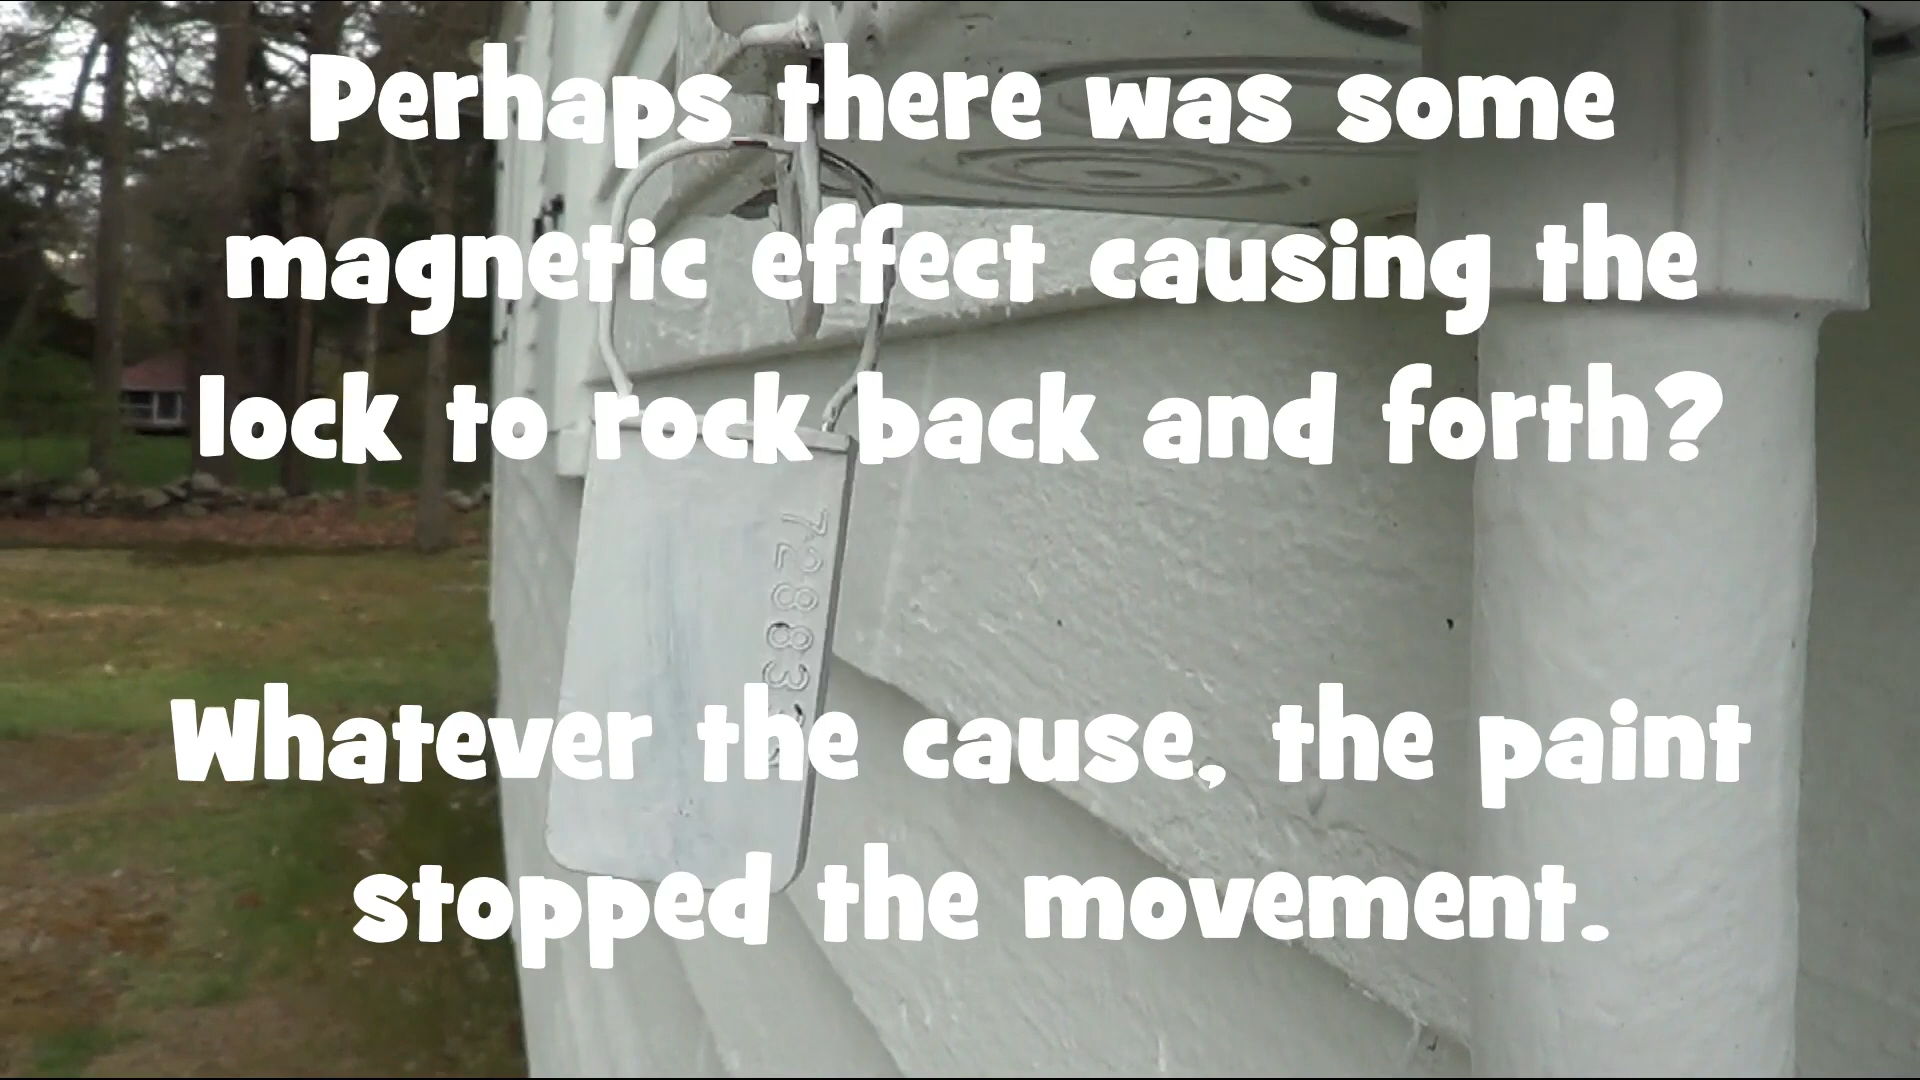 Perhaps there was some
magnetic effect causing the
lock to rock back and forth?
Whatever the cause, the paint
stopped the movement.